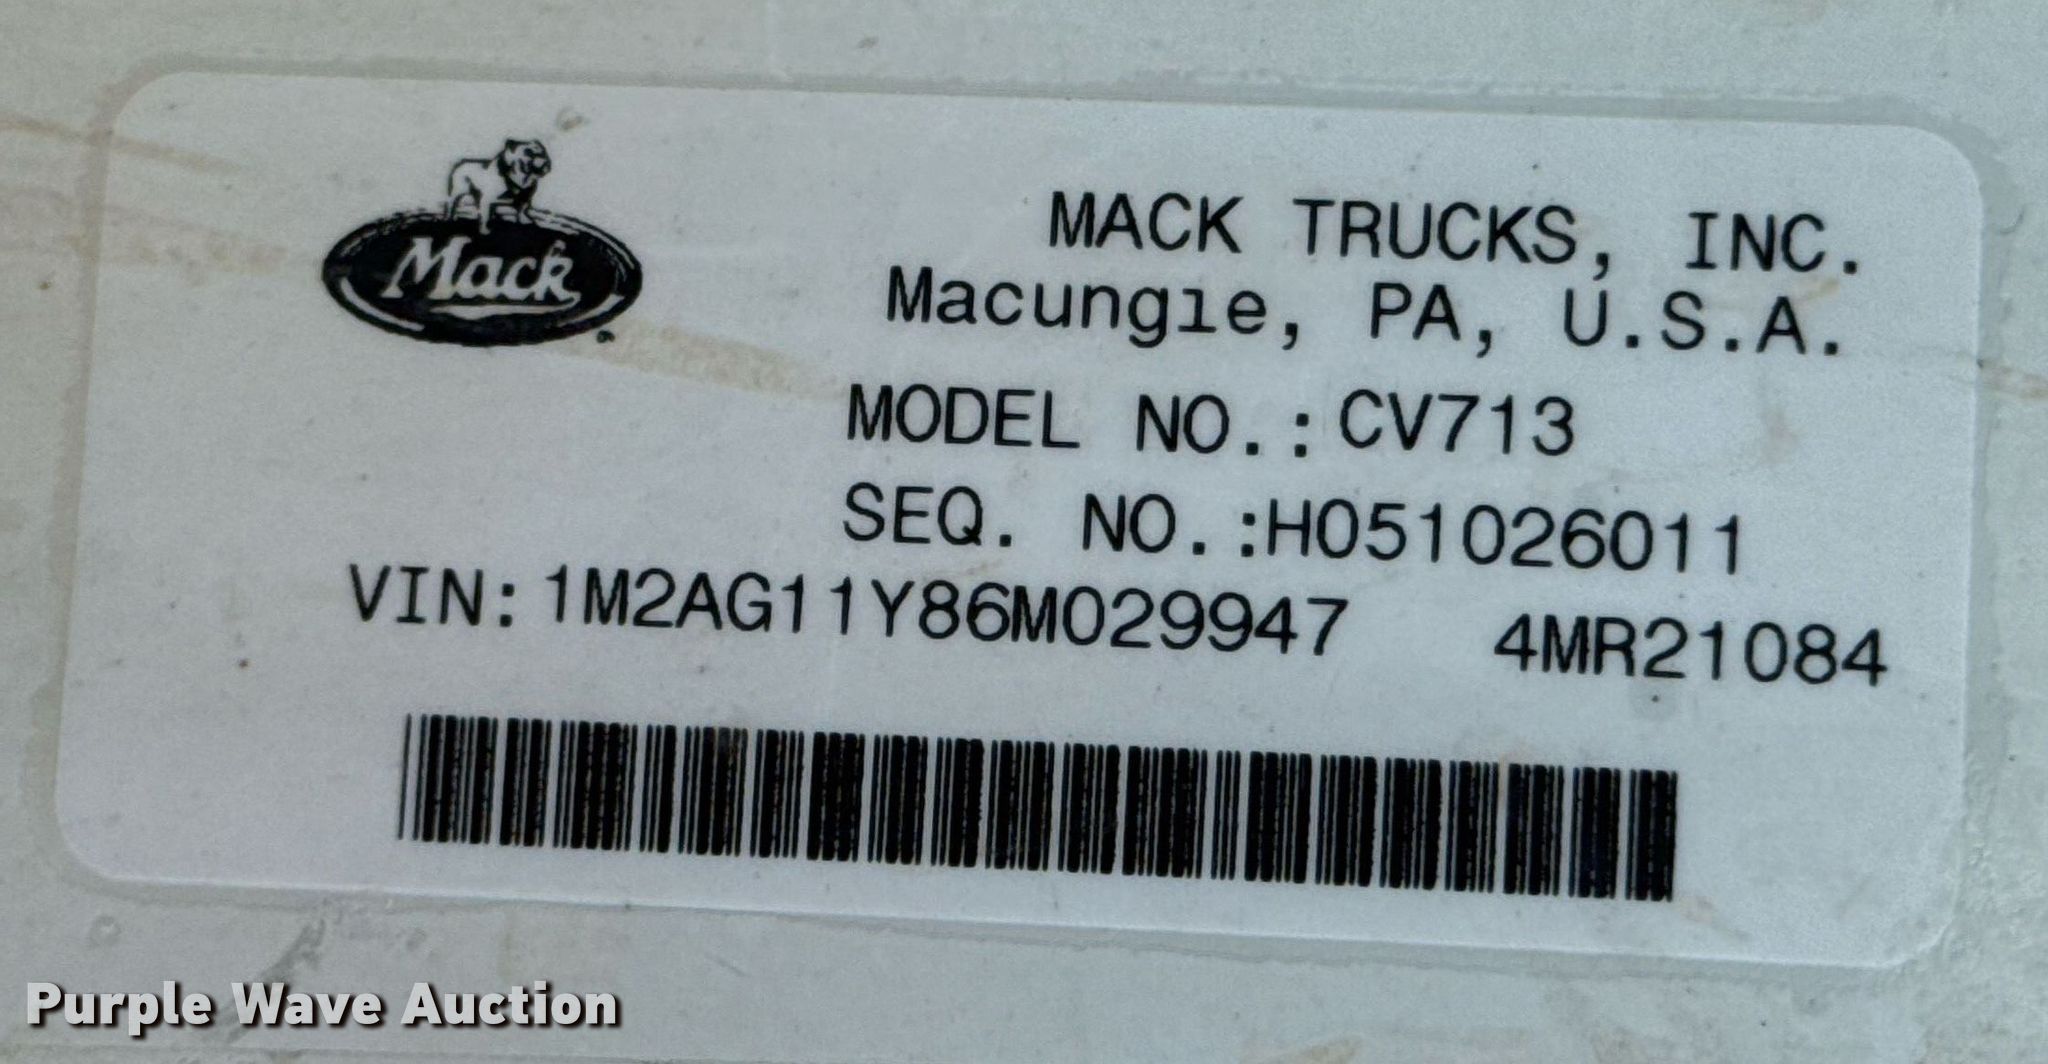 Mack
MACK TRUCKS, INC.
Macungie, PA, U.S.A.
MODEL NO.:CV713
SEQ. NO.:H051026011
VIN:1M2AG11Y86M029947 4MR21084
Purple Wave Auction